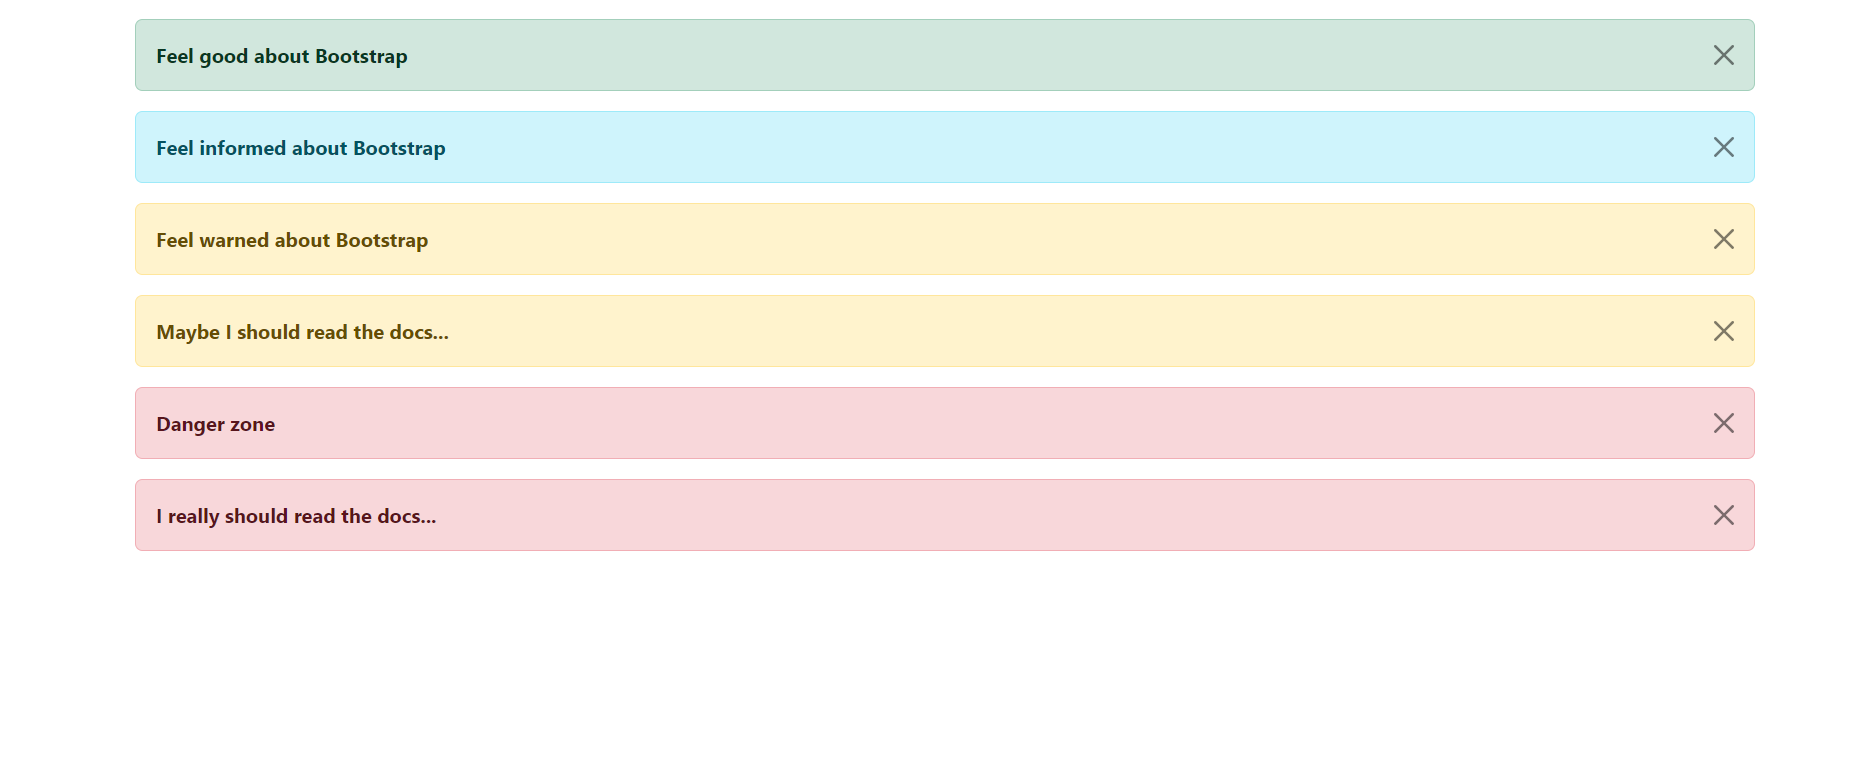 Feel good about Bootstrap
Feel informed about Bootstrap
Feel warned about Bootstrap
Maybe I should read the docs...
Danger zone
I really should read the docs...